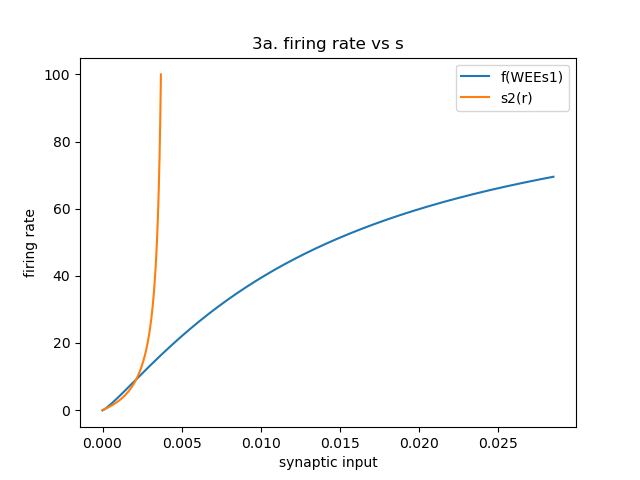 3a. firing rate vs s
f(WEEs1)
s2(r)
100
80
60
40
20
0
firing rate
0.000 0.005 0.010 0.015 0.020 0.025
synaptic input